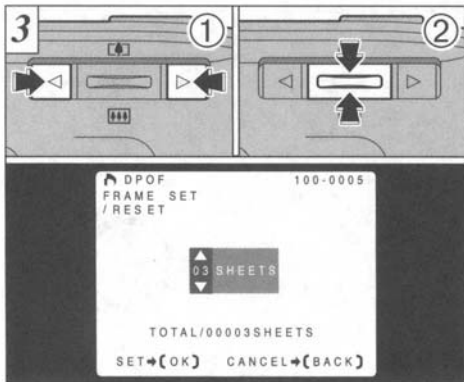 3
①
②
DPOF 100-0005
FRAME SET
/RESET
03 SHEETS
TOTAL/00003SHEETS
SET➜[OK] CANCEL➜[BACK]